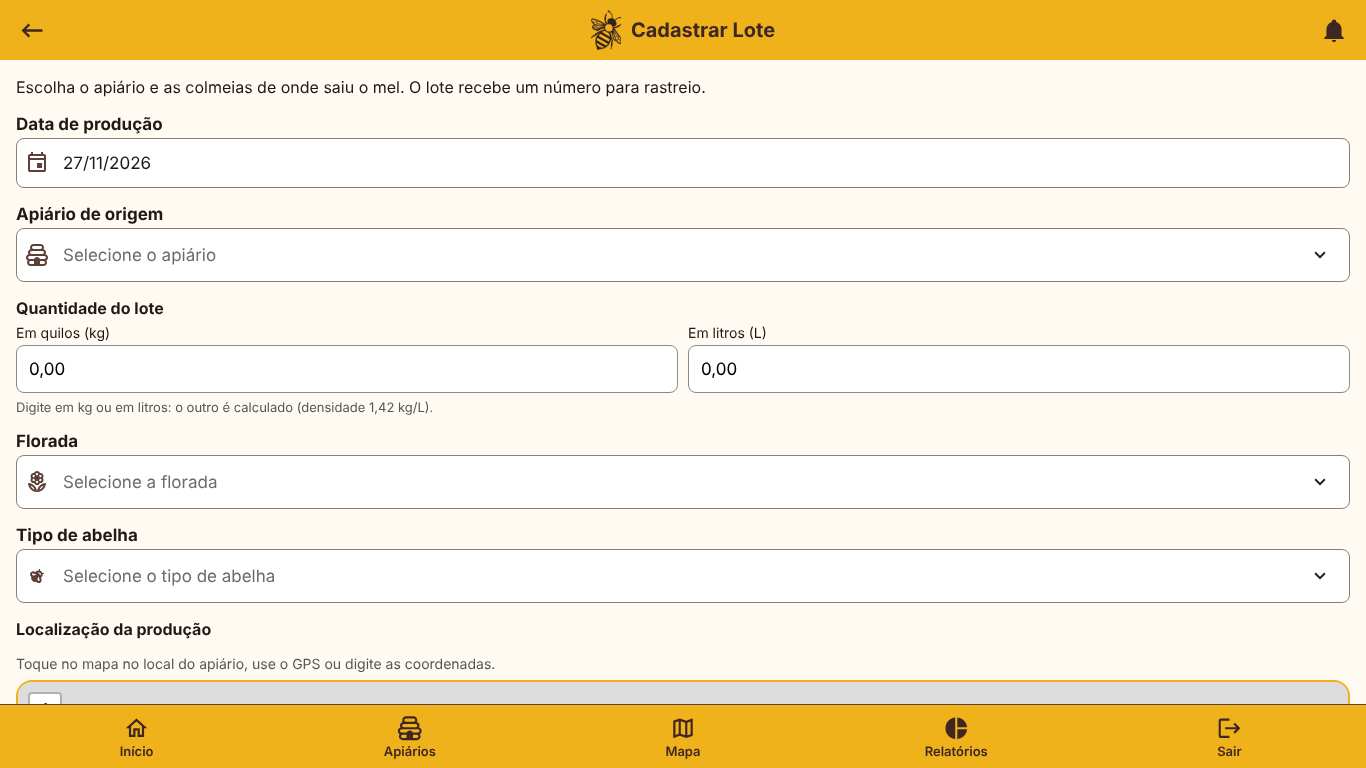 Cadastrar Lote
Escolha o apiário e as colmeias de onde saiu o mel. O lote recebe um número para rastreio.
Data de produção
27/11/2026
Apiário de origem
Selecione o apiário
Quantidade do lote
Em quilos (kg)
Em litros (L)
0,00
0,00
Digite em kg ou em litros: o outro é calculado (densidade 1,42 kg/L).
Florada
Selecione a florada
Tipo de abelha
Selecione o tipo de abelha
Localização da produção
Toque no mapa no local do apiário, use o GPS ou digite as coordenadas.
Início
Apiários
Mapa
Relatórios
Sair